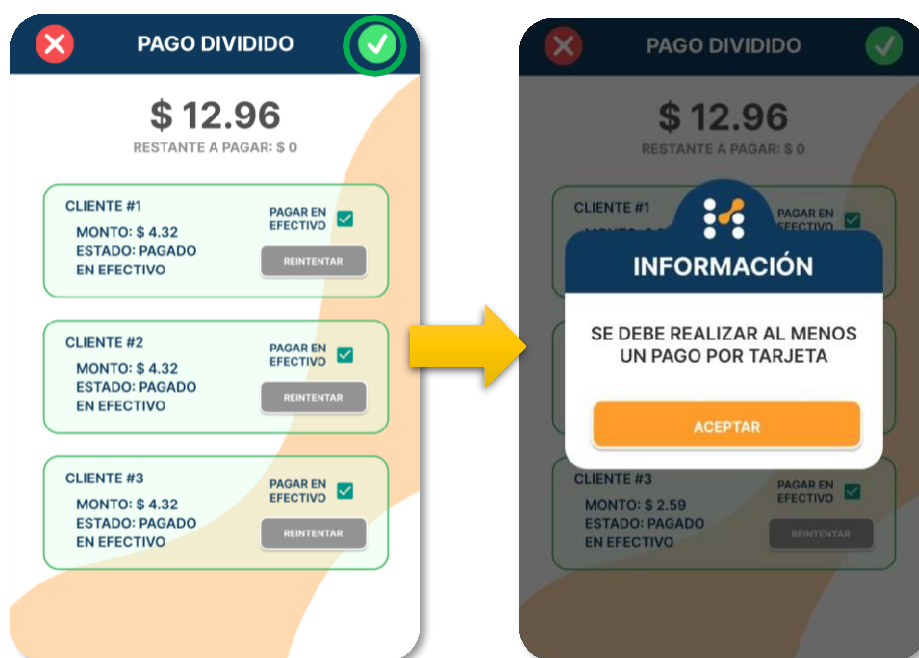 PAGO DIVIDIDO
$ 12.96
RESTANTE A PAGAR: $ 0
CLIENTE #1
MONTO: $ 4.32
ESTADO: PAGADO
EN EFECTIVO
PAGAR EN
EFECTIVO
REINTENTAR
CLIENTE #2
MONTO: $ 4.32
ESTADO: PAGADO
EN EFECTIVO
PAGAR EN
EFECTIVO
REINTENTAR
CLIENTE #3
MONTO: $ 4.32
ESTADO: PAGADO
EN EFECTIVO
PAGAR EN
EFECTIVO
REINTENTAR
PAGO DIVIDIDO
$ 12.96
RESTANTE A PAGAR: $ 0
CLIENTE #1
PAGAR EN
EFECTIVO
INFORMACIÓN
SE DEBE REALIZAR AL MENOS
UN PAGO POR TARJETA
ACEPTAR
CLIENTE #3
MONTO: $ 2.59
ESTADO: PAGADO
EN EFECTIVO
PAGAR EN
EFECTIVO
REINTENTAR